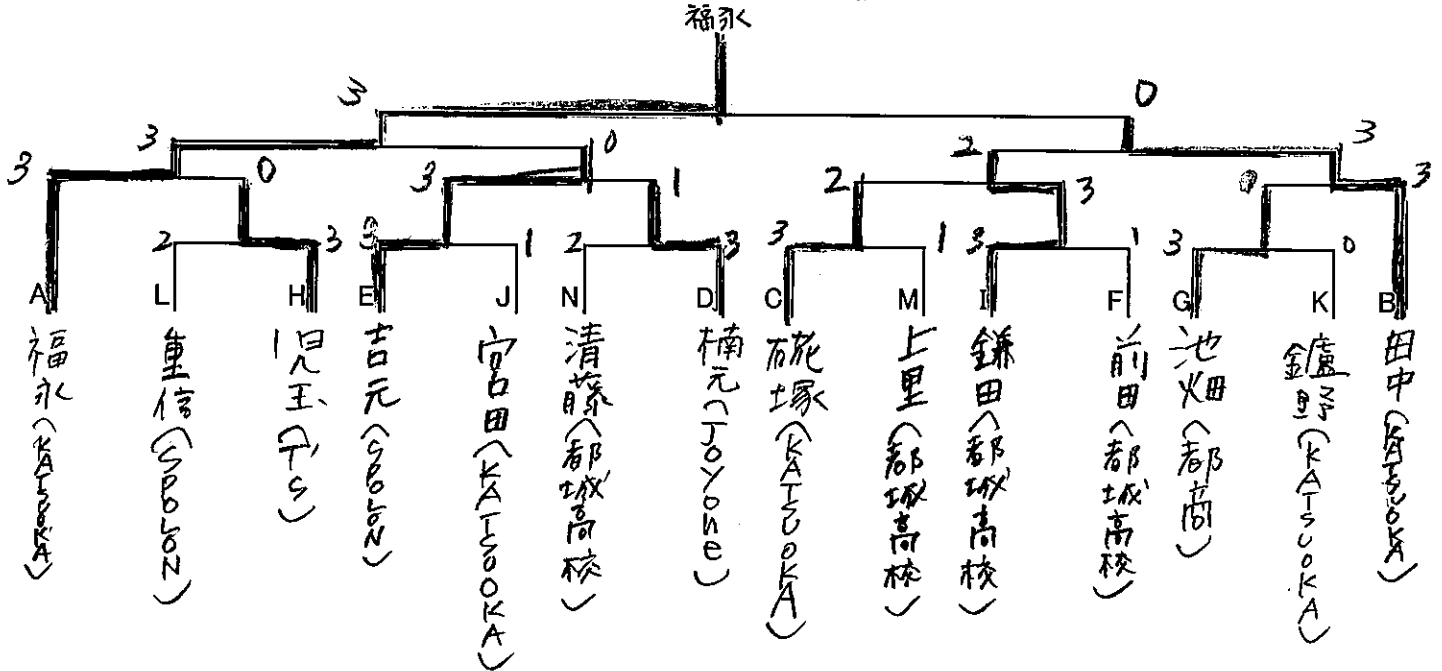 福永
3 0
3 0 2 3
3 0 3 1 2 3 3
2 3 3 1 2 3 3 1 3 1 3 0
A L H E J N D C M I F G K B
福永(KATSUOKA)
重信(SPOLON)
児玉(T'S)
吉元(SPOLON)
宮田(KATSUOKA)
清藤(都城高校)
楠元(Joyone)
塚(KATSUOKA)
上里(都城高校)
鎌田(都城高校)
前田(都城高校)
池畑(都高)
鑪野(KATSUOKA)
田中(KATSUOKA)